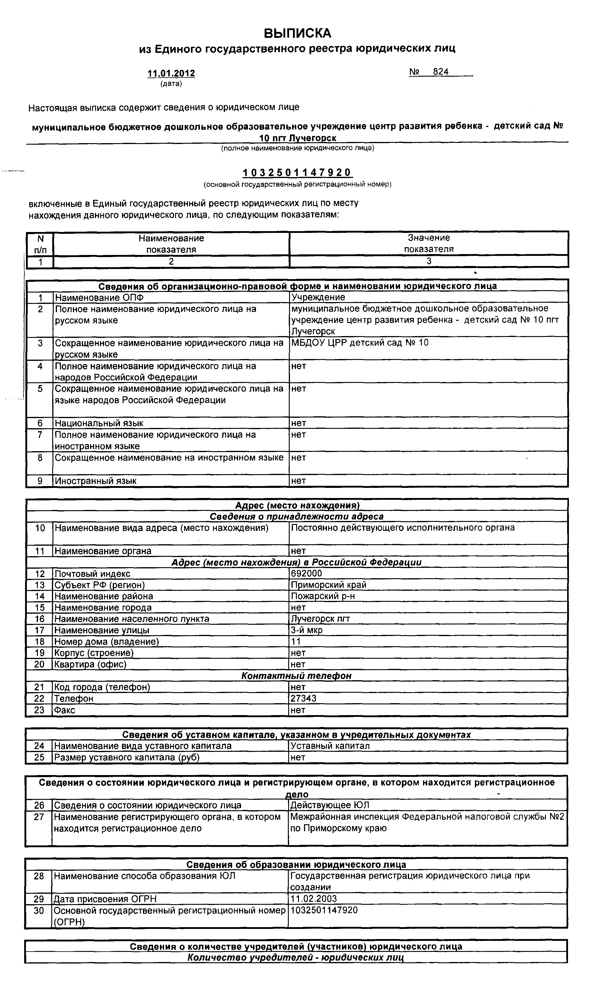 ВЫПИСКА
из Единого государственного реестра юридических лиц
11.01.2012 № 824
(дата)
Настоящая выписка содержит сведения о юридическом лице
муниципальное бюджетное дошкольное образовательное учреждение центр развития ребенка - детский сад №
10 пгт Лучегорск
(полное наименование юридического лица)
1032501147920
(основной государственный регистрационный номер)
включенные в Единый государственный реестр юридических лиц по месту
нахождения данного юридического лица, по следующим показателям:
N Наименование Значение
п/п показателя показателя
1 2 3
Сведения об организационно-правовой форме и наименовании юридического лица
1 Наименование ОПФ Учреждение
2 Полное наименование юридического лица на муниципальное бюджетное дошкольное образовательное
русском языке учреждение центр развития ребенка - детский сад № 10 пгт
Лучегорск
3 Сокращенное наименование юридического лица на МБДОУ ЦРР детский сад № 10
русском языке
4 Полное наименование юридического лица на нет
народов Российской Федерации
5 Сокращенное наименование юридического лица на нет
языке народов Российской Федерации
6 Национальный язык нет
7 Полное наименование юридического лица на нет
иностранном языке
8 Сокращенное наименование на иностранном языке нет
9 Иностранный язык нет
Адрес (место нахождения)
Сведения о принадлежности адреса
10 Наименование вида адреса (место нахождения) Постоянно действующего исполнительного органа
11 Наименование органа нет
Адрес (место нахождения) в Российской Федерации
12 Почтовый индекс 692000
13 Субъект РФ (регион) Приморский край
14 Наименование района Пожарский р-н
15 Наименование города нет
16 Наименование населенного пункта Лучегорск пгт
17 Наименование улицы 3-й мкр
18 Номер дома (владение) 11
19 Корпус (строение) нет
20 Квартира (офис) нет
Контактный телефон
21 Код города (телефон) нет
22 Телефон 27343
23 Факс нет
Сведения об уставном капитале, указанном в учредительных документах
24 Наименование вида уставного капитала Уставный капитал
25 Размер уставного капитала (руб) нет
Сведения о состоянии юридического лица и регистрирующем органе, в котором находится регистрационное
дело
26 Сведения о состоянии юридического лица Действующее ЮЛ
27 Наименование регистрирующего органа, в котором Межрайонная инспекция Федеральной налоговой службы №2
находится регистрационное дело по Приморскому краю
Сведения об образовании юридического лица
28 Наименование способа образования ЮЛ Государственная регистрация юридического лица при
создании
29 Дата присвоения ОГРН 11.02.2003
30 Основной государственный регистрационный номер 1032501147920
(ОГРН)
Сведения о количестве учредителей (участников) юридического лица
Количество учредителей - юридических лиц